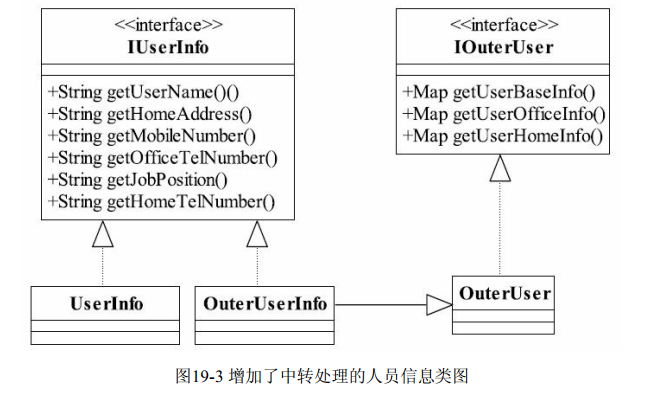 <<interface>>
IUserInfo
+String getUserName()()
+String getHomeAddress()
+String getMobileNumber()
+String getOfficeTelNumber()
+String getJobPosition()
+String getHomeTelNumber()
<<interface>>
IOuterUser
+Map getUserBaseInfo()
+Map getUserOfficeInfo()
+Map getUserHomeInfo()
UserInfo
OuterUserInfo
OuterUser
图19-3 增加了中转处理的人员信息类图